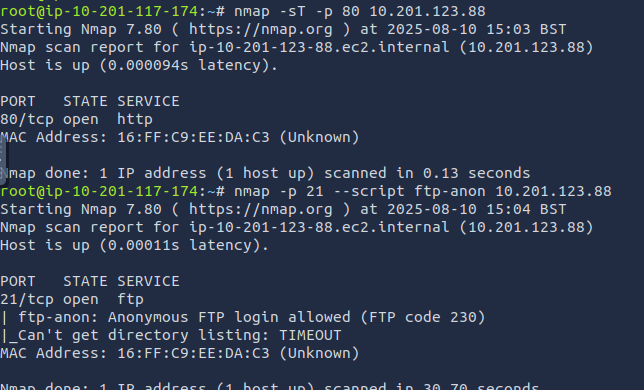 root@ip-10-201-117-174:~# nmap -sT -p 80 10.201.123.88
Starting Nmap 7.80 ( https://nmap.org ) at 2025-08-10 15:03 BST
Nmap scan report for ip-10-201-123-88.ec2.internal (10.201.123.88)
Host is up (0.000094s latency).

PORT   STATE SERVICE
80/tcp open  http
MAC Address: 16:FF:C9:EE:DA:C3 (Unknown)

Nmap done: 1 IP address (1 host up) scanned in 0.13 seconds
root@ip-10-201-117-174:~# nmap -p 21 --script ftp-anon 10.201.123.88
Starting Nmap 7.80 ( https://nmap.org ) at 2025-08-10 15:04 BST
Nmap scan report for ip-10-201-123-88.ec2.internal (10.201.123.88)
Host is up (0.00011s latency).

PORT   STATE SERVICE
21/tcp open  ftp
| ftp-anon: Anonymous FTP login allowed (FTP code 230)
|_Can't get directory listing: TIMEOUT
MAC Address: 16:FF:C9:EE:DA:C3 (Unknown)

Nmap done: 1 IP address (1 host up) scanned in 30.70 seconds